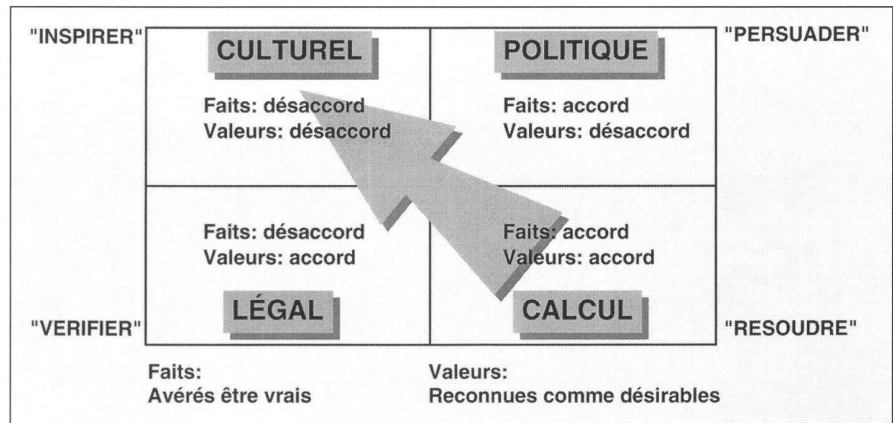 "INSPIRER"
CULTUREL
POLITIQUE
"PERSUADER"
Faits: désaccord
Valeurs: désaccord
Faits: accord
Valeurs: désaccord
Faits: désaccord
Valeurs: accord
Faits: accord
Valeurs: accord
"VERIFIER"
LÉGAL
CALCUL
"RESOUDRE"
Faits:
Avérés être vrais
Valeurs:
Reconnues comme désirables